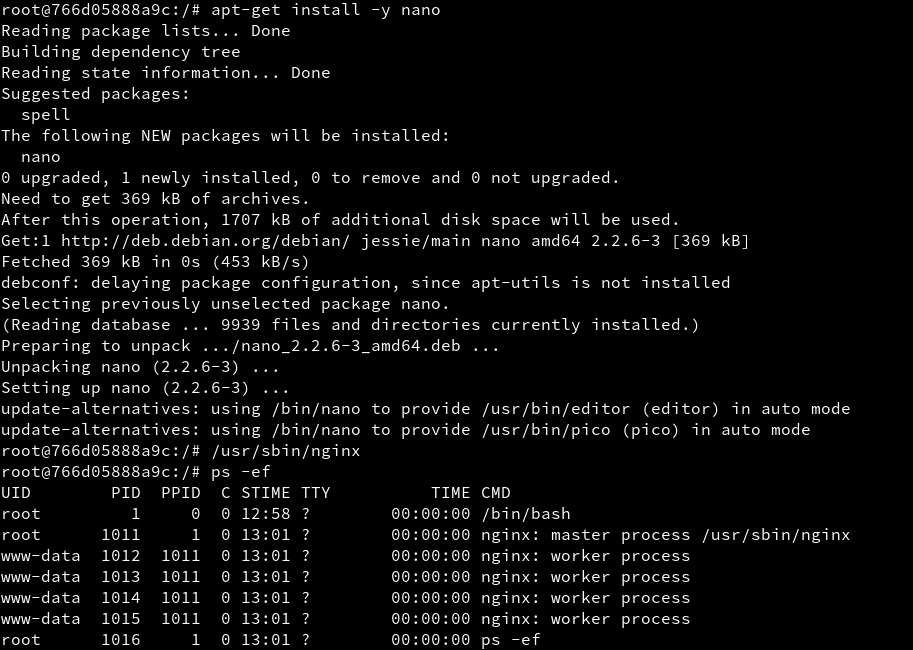 root@766d05888a9c:/# apt-get install -y nano
Reading package lists... Done
Building dependency tree
Reading state information... Done
Suggested packages:
  spell
The following NEW packages will be installed:
  nano
0 upgraded, 1 newly installed, 0 to remove and 0 not upgraded.
Need to get 369 kB of archives.
After this operation, 1707 kB of additional disk space will be used.
Get:1 http://deb.debian.org/debian/ jessie/main nano amd64 2.2.6-3 [369 kB]
Fetched 369 kB in 0s (453 kB/s)
debconf: delaying package configuration, since apt-utils is not installed
Selecting previously unselected package nano.
(Reading database ... 9939 files and directories currently installed.)
Preparing to unpack .../nano_2.2.6-3_amd64.deb ...
Unpacking nano (2.2.6-3) ...
Setting up nano (2.2.6-3) ...
update-alternatives: using /bin/nano to provide /usr/bin/editor (editor) in auto mode
update-alternatives: using /bin/nano to provide /usr/bin/pico (pico) in auto mode
root@766d05888a9c:/# /usr/sbin/nginx
root@766d05888a9c:/# ps -ef
UID        PID  PPID  C STIME TTY          TIME CMD
root         1     0  0 12:58 ?        00:00:00 /bin/bash
root      1011     1  0 13:01 ?        00:00:00 nginx: master process /usr/sbin/nginx
www-data  1012  1011  0 13:01 ?        00:00:00 nginx: worker process
www-data  1013  1011  0 13:01 ?        00:00:00 nginx: worker process
www-data  1014  1011  0 13:01 ?        00:00:00 nginx: worker process
www-data  1015  1011  0 13:01 ?        00:00:00 nginx: worker process
root      1016     1  0 13:01 ?        00:00:00 ps -ef